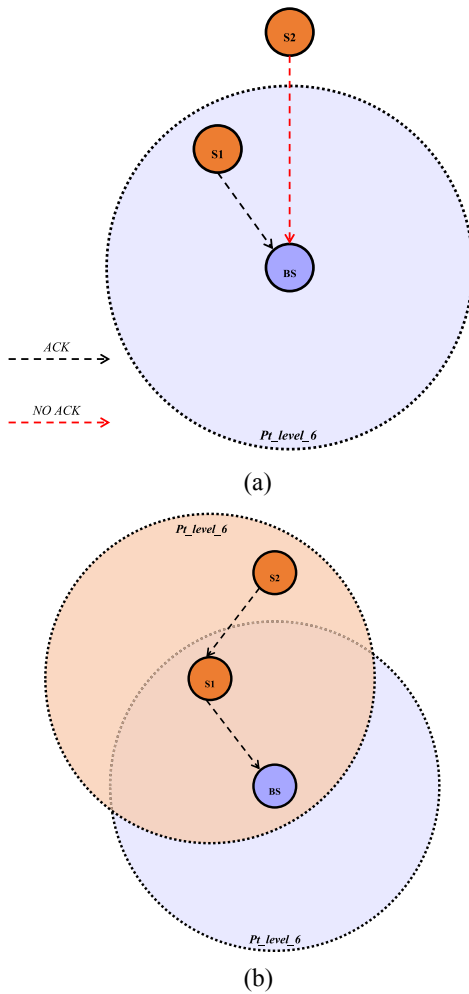 S2
S1
BS
ACK
NO ACK
Pt_level_6
(a)
Pt_level_6
S2
S1
BS
Pt_level_6
(b)